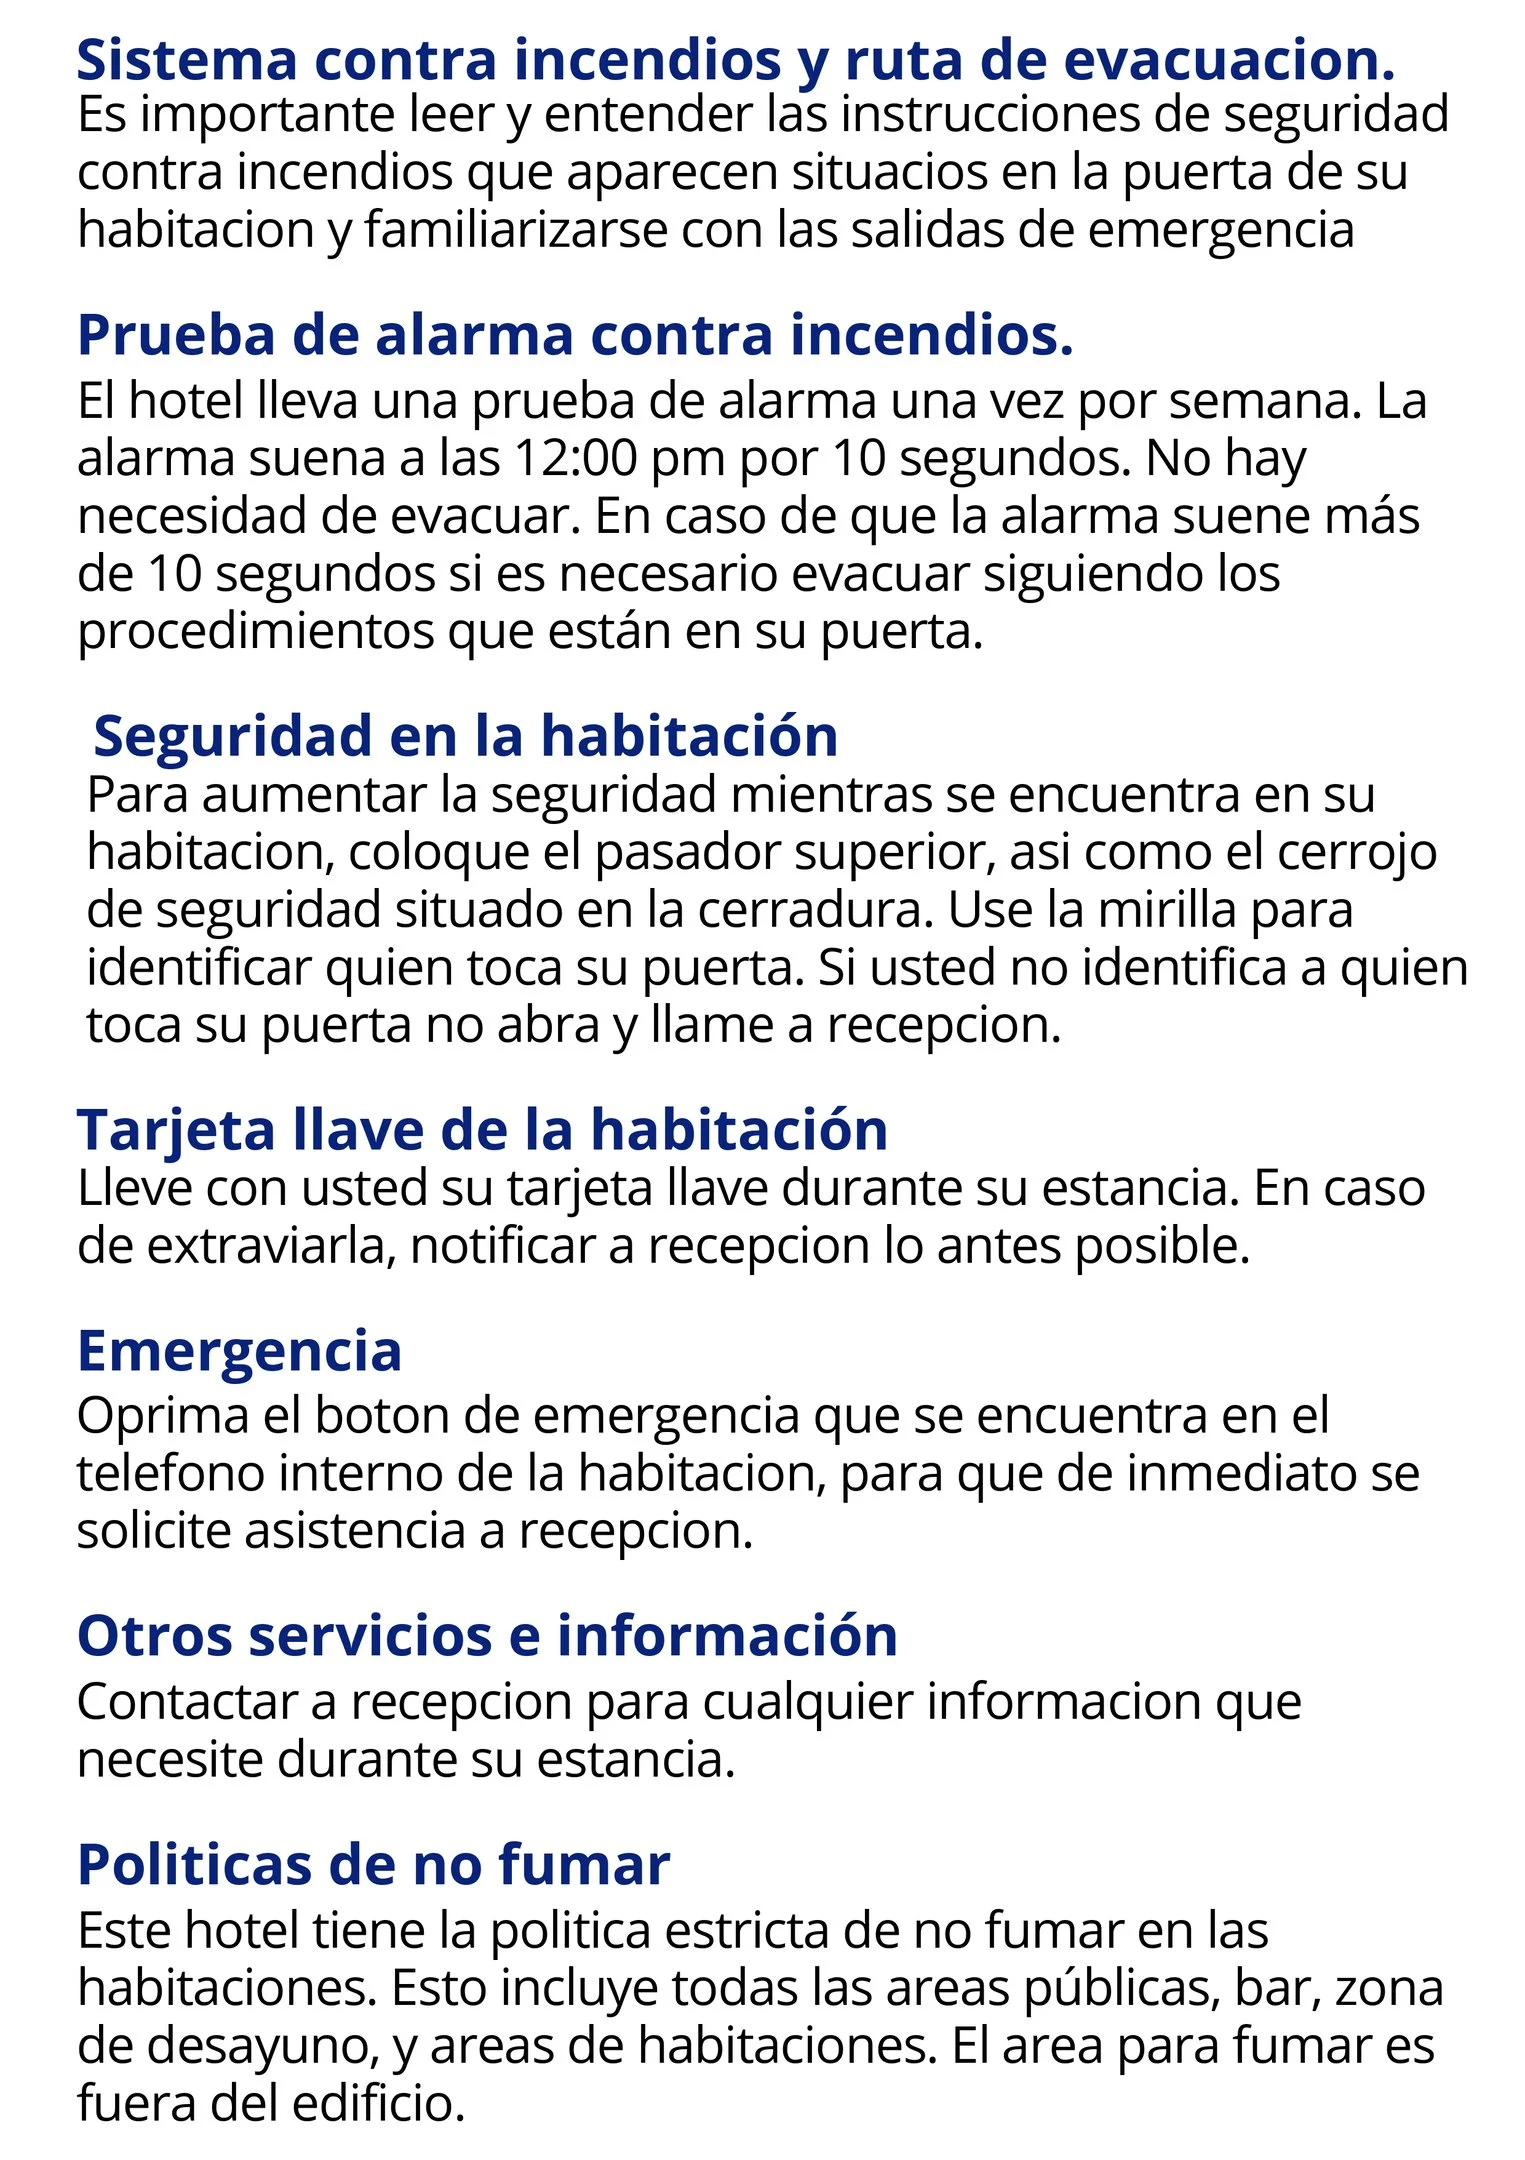 Sistema contra incendios y ruta de evacuacion.
Es importante leer y entender las instrucciones de seguridad
contra incendios que aparecen situacios en la puerta de su
habitacion y familiarizarse con las salidas de emergencia
Prueba de alarma contra incendios.
El hotel lleva una prueba de alarma una vez por semana. La
alarma suena a las 12:00 pm por 10 segundos. No hay
necesidad de evacuar. En caso de que la alarma suene más
de 10 segundos si es necesario evacuar siguiendo los
procedimientos que están en su puerta.
Seguridad en la habitación
Para aumentar la seguridad mientras se encuentra en su
habitacion, coloque el pasador superior, asi como el cerrojo
de seguridad situado en la cerradura. Use la mirilla para
identificar quien toca su puerta. Si usted no identifica a quien
toca su puerta no abra y llame a recepcion.
Tarjeta llave de la habitación
Lleve con usted su tarjeta llave durante su estancia. En caso
de extraviarla, notificar a recepcion lo antes posible.
Emergencia
Oprima el boton de emergencia que se encuentra en el
telefono interno de la habitacion, para que de inmediato se
solicite asistencia a recepcion.
Otros servicios e información
Contactar a recepcion para cualquier informacion que
necesite durante su estancia.
Politicas de no fumar
Este hotel tiene la politica estricta de no fumar en las
habitaciones. Esto incluye todas las areas públicas, bar, zona
de desayuno, y areas de habitaciones. El area para fumar es
fuera del edificio.